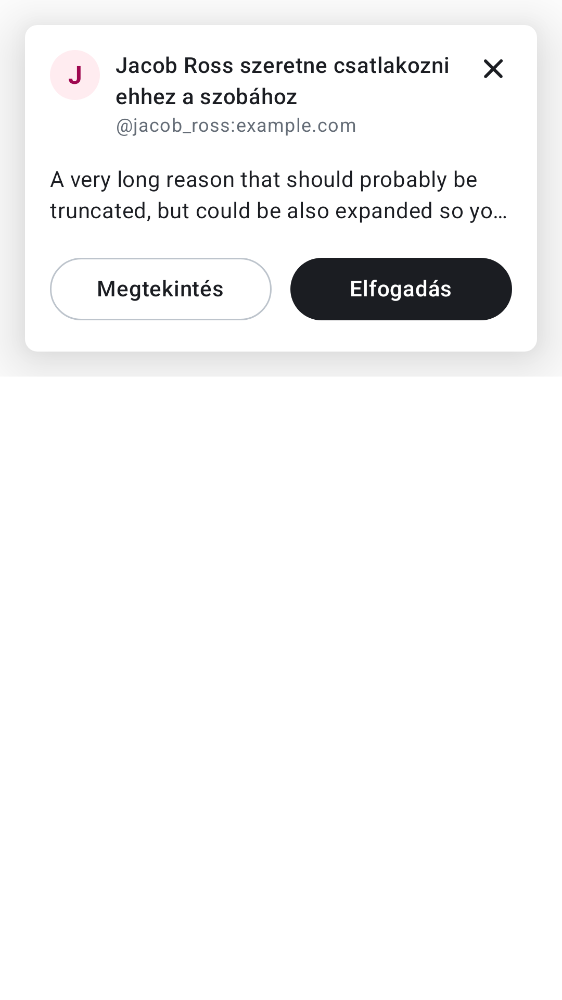 J
Jacob Ross szeretne csatlakozni
ehhez a szobához
@jacob_ross:example.com
A very long reason that should probably be
truncated, but could be also expanded so yo…
Megtekintés
Elfogadás